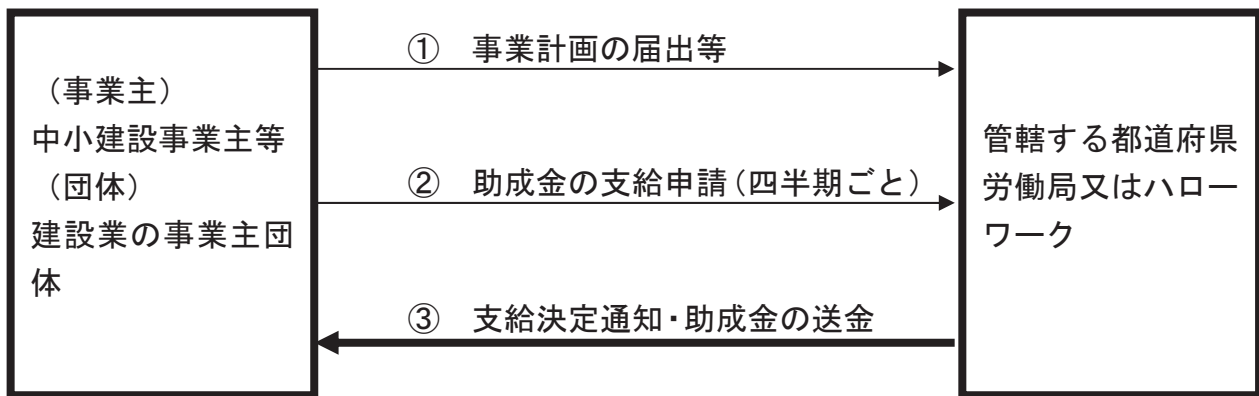 （事業主）
中小建設事業主等
（団体）
建設業の事業主団
体
① 事業計画の届出等
② 助成金の支給申請（四半期ごと）
③ 支給決定通知・助成金の送金
管轄する都道府県
労働局又はハロー
ワーク